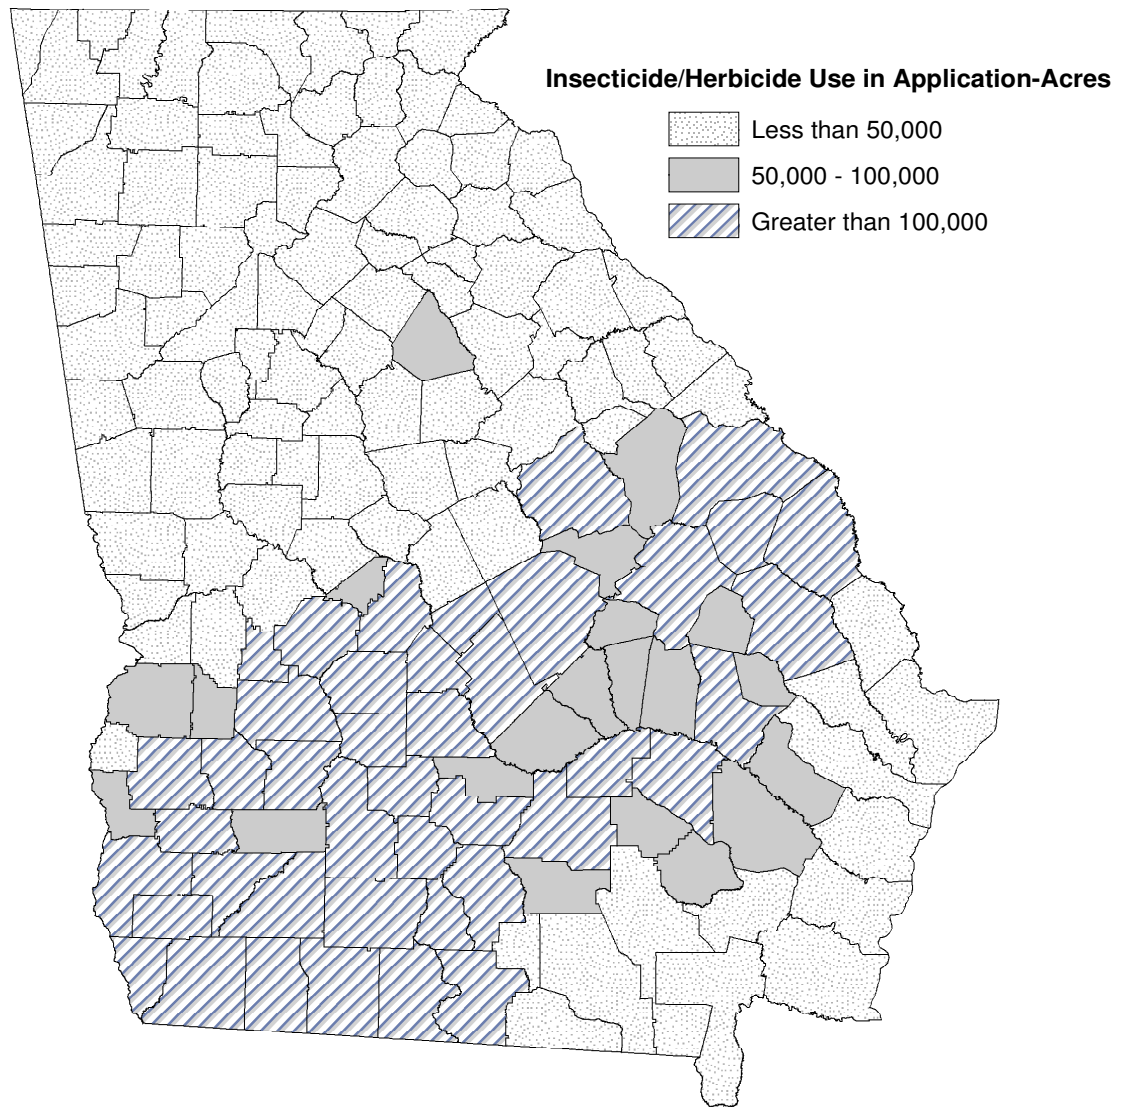 Insecticide/Herbicide Use in Application-Acres
Less than 50,000
50,000 - 100,000
Greater than 100,000